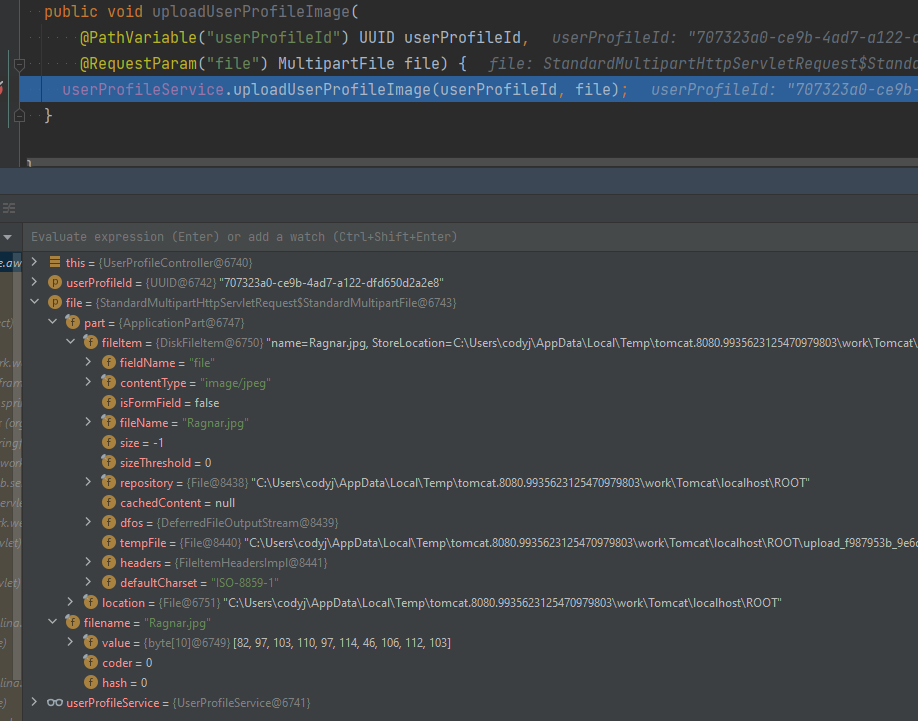 public void uploadUserProfileImage(
@PathVariable("userProfileId") UUID userProfileId, userProfileId: "707323a0-ce9b-4ad7-a122-
@RequestParam("file") MultipartFile file) { file: StandardMultipartHttpServletRequest$Standa
userProfileService.uploadUserProfileImage(userProfileId, file); userProfileId: "707323a0-ce9b-
}
}
Evaluate expression (Enter) or add a watch (Ctrl+Shift+Enter)
this = {UserProfileController@6740}
userProfileId = {UUID@6742} "707323a0-ce9b-4ad7-a122-dfd650d2a2e8"
file = {StandardMultipartHttpServletRequest$StandardMultipartFile@6743}
part = {ApplicationPart@6747}
fileItem = {DiskFileItem@6750} "name=Ragnar.jpg, StoreLocation=C:\Users\codyj\AppData\Local\Temp\tomcat.8080.9935623125470979803\work\Tomcat\
fieldName = "file"
contentType = "image/jpeg"
isFormField = false
fileName = "Ragnar.jpg"
size = -1
sizeThreshold = 0
repository = {File@8438} "C:\Users\codyj\AppData\Local\Temp\tomcat.8080.9935623125470979803\work\Tomcat\localhost\ROOT"
cachedContent = null
dfos = {DeferredFileOutputStream@8439}
tempFile = {File@8440} "C:\Users\codyj\AppData\Local\Temp\tomcat.8080.9935623125470979803\work\Tomcat\localhost\ROOT\upload_f987953b_9e6
headers = {FileItemHeadersImpl@8441}
defaultCharset = "ISO-8859-1"
location = {File@6751} "C:\Users\codyj\AppData\Local\Temp\tomcat.8080.9935623125470979803\work\Tomcat\localhost\ROOT"
filename = "Ragnar.jpg"
value = {byte[10]@6749} [82, 97, 103, 110, 97, 114, 46, 106, 112, 103]
coder = 0
hash = 0
userProfileService = {UserProfileService@6741}